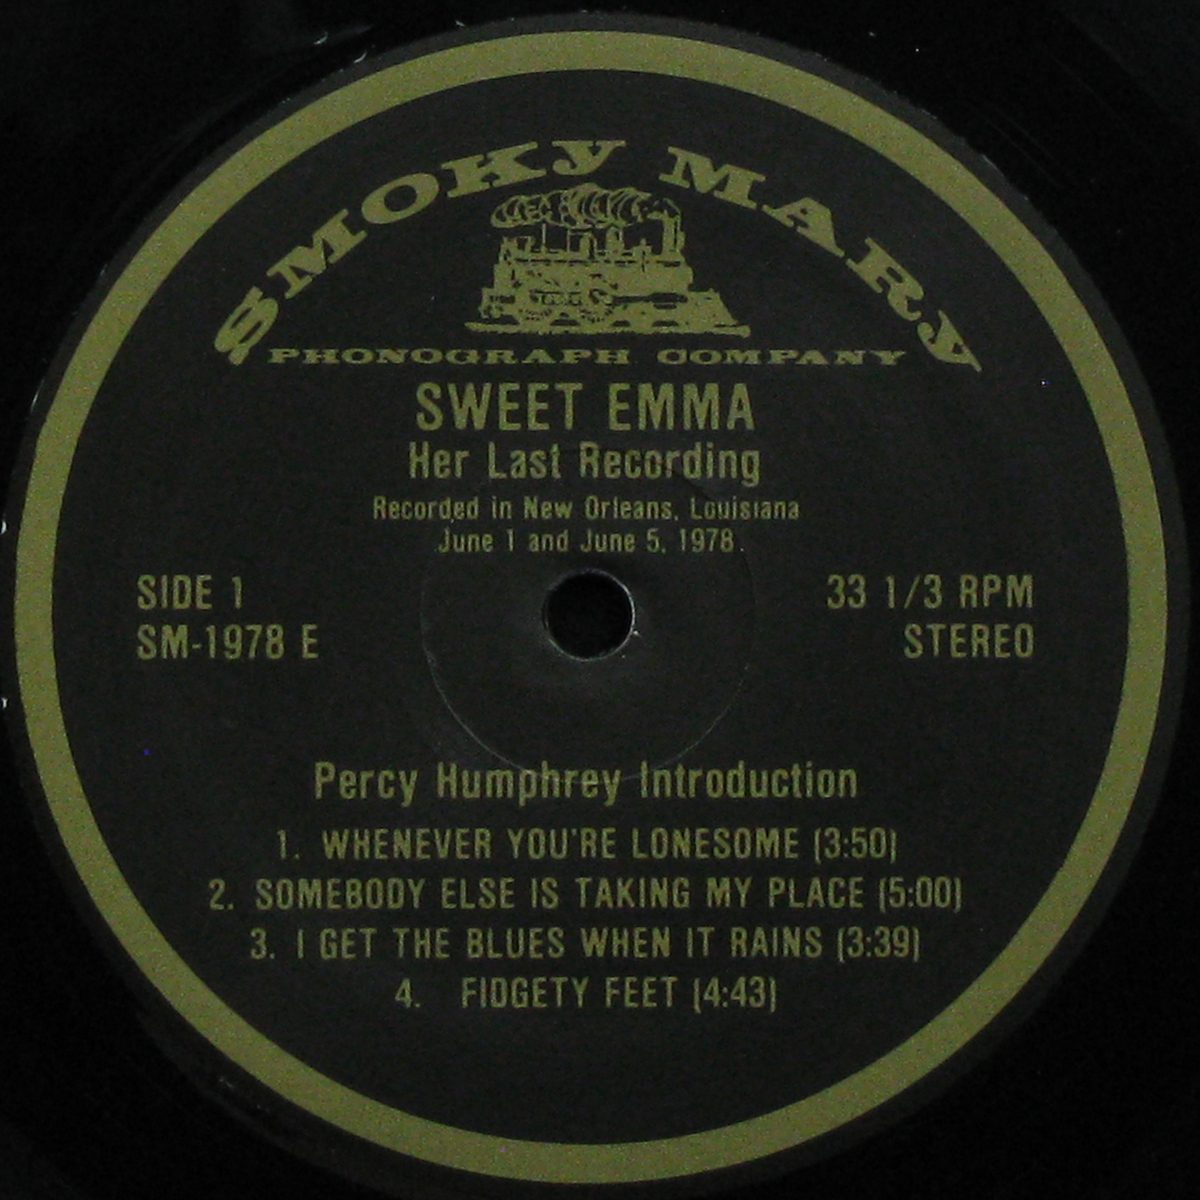 SMOKY MARY
PHONOGRAPH COMPANY
SWEET EMMA
Her Last Recording
Recorded in New Orleans, Louisiana
June 1 and June 5, 1978
SIDE 1
SM-1978 E
33 1/3 RPM
STEREO
Percy Humphrey Introduction
1. WHENEVER YOU'RE LONESOME (3:50)
2. SOMEBODY ELSE IS TAKING MY PLACE (5:00)
3. I GET THE BLUES WHEN IT RAINS (3:39)
4. FIDGETY FEET (4:43)